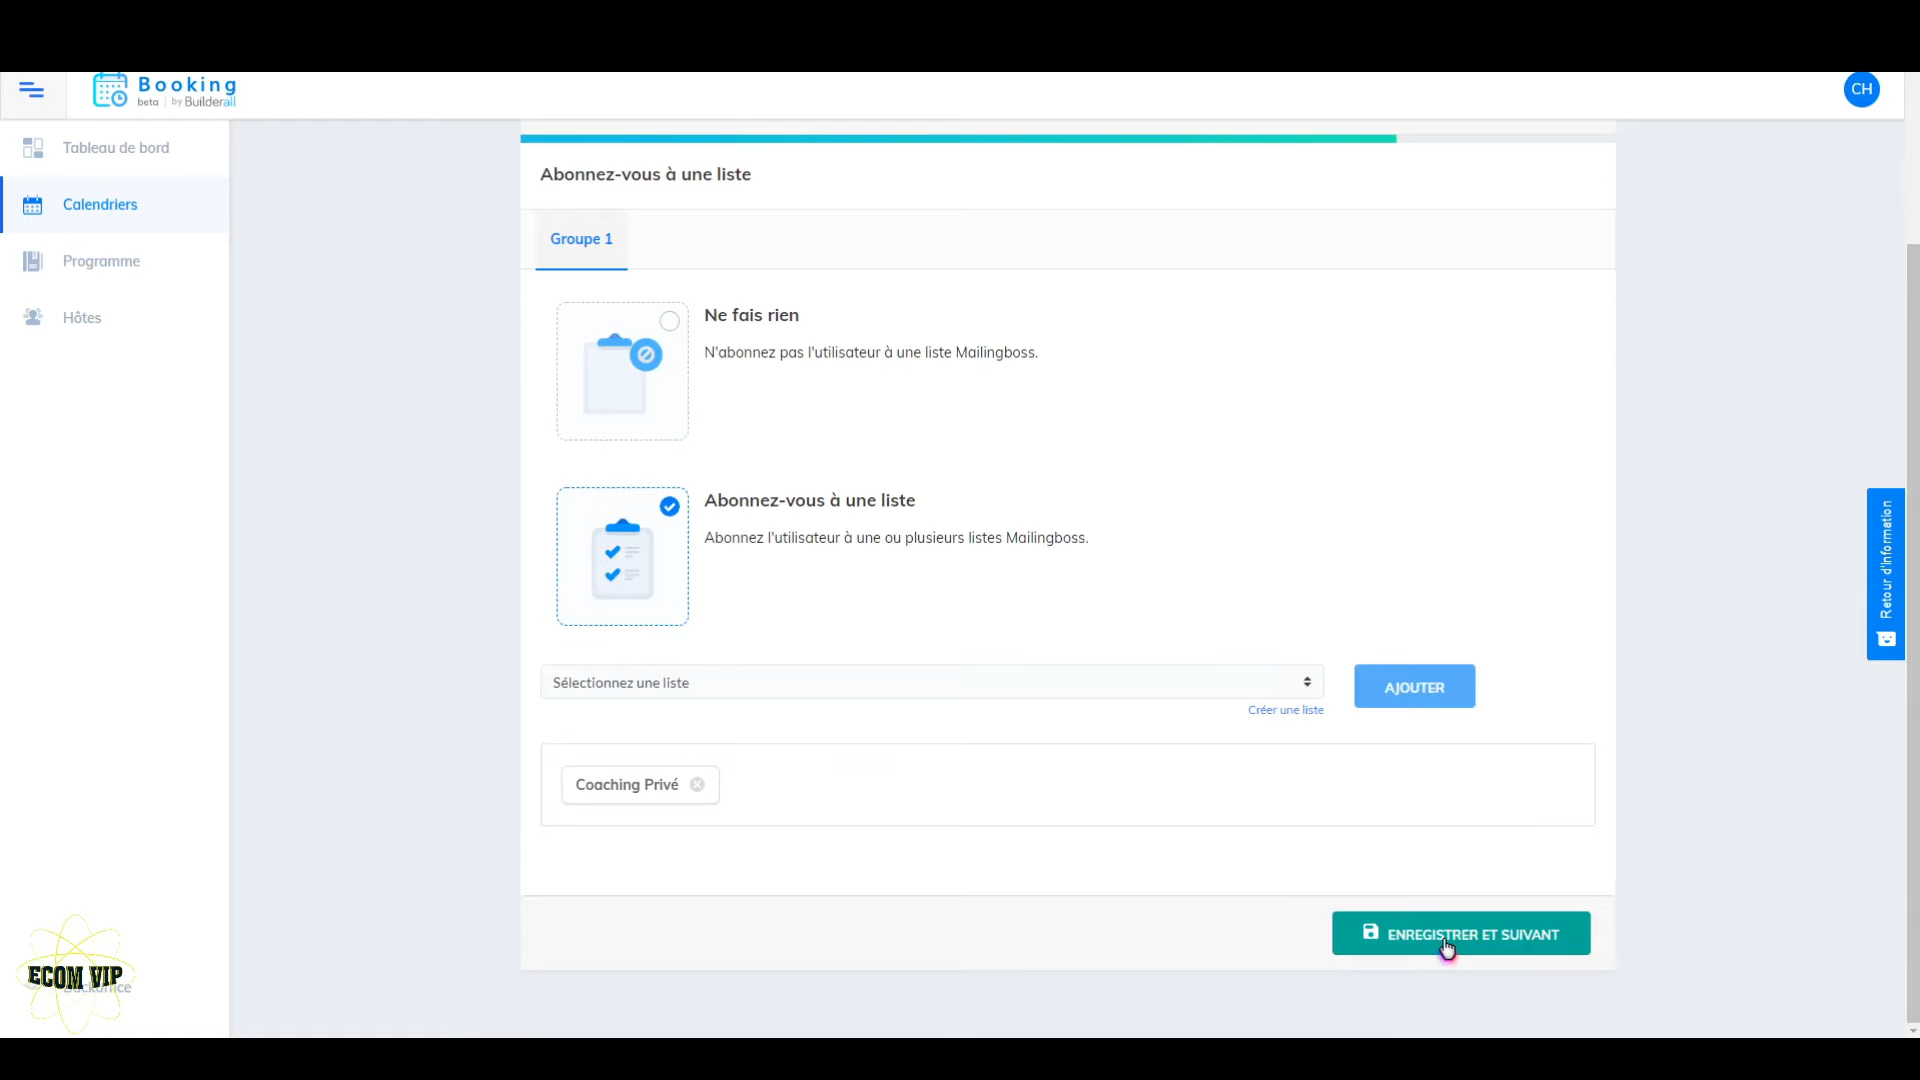 Booking
beta | by Builderall
CH
Tableau de bord
Calendriers
Programme
Hôtes
Abonnez-vous à une liste
Groupe 1
Ne fais rien
N'abonnez pas l'utilisateur à une liste Mailingboss.
Abonnez-vous à une liste
Abonnez l'utilisateur à une ou plusieurs listes Mailingboss.
Sélectionnez une liste
AJOUTER
Créer une liste
Coaching Privé
ENREGISTRER ET SUIVANT
Retour d'information
ECOM VIP
Backoffice